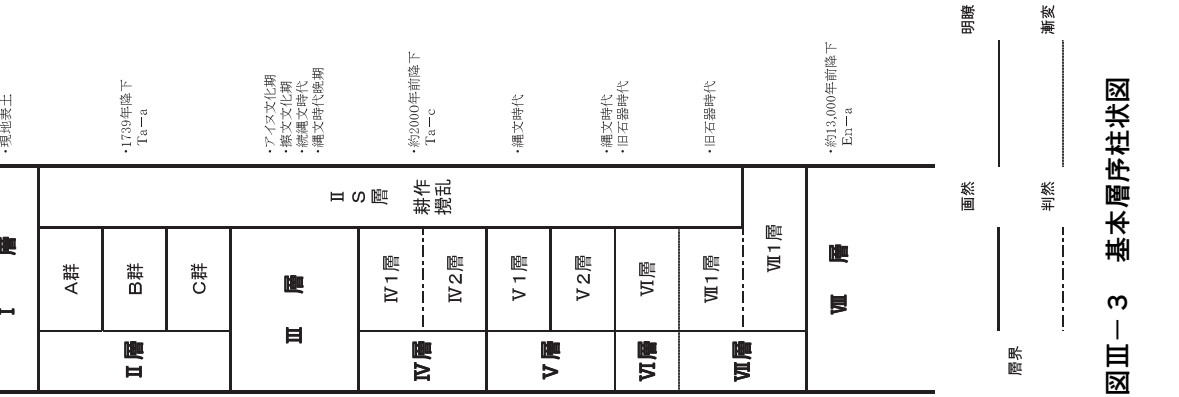 Ⅰ 層
・現地表土
Ⅱ層
A群
B群
C群
・1739年降下
Ta－a
Ⅲ 層
・アイヌ文化期
・擦文文化期
・続縄文時代
・縄文時代晩期
ⅡS層
耕作
攪乱
Ⅳ層
Ⅳ1層
Ⅳ2層
・約2000年前降下
Ta－c
Ⅴ層
Ⅴ1層
Ⅴ2層
・縄文時代
Ⅵ層
Ⅵ層
・縄文時代
・旧石器時代
Ⅶ層
Ⅶ1層
・旧石器時代
Ⅶ1層
Ⅷ 層
・約13,000年前降下
En－a
層界
画然
明瞭
判然
漸変
図Ⅲ－3 基本層序柱状図